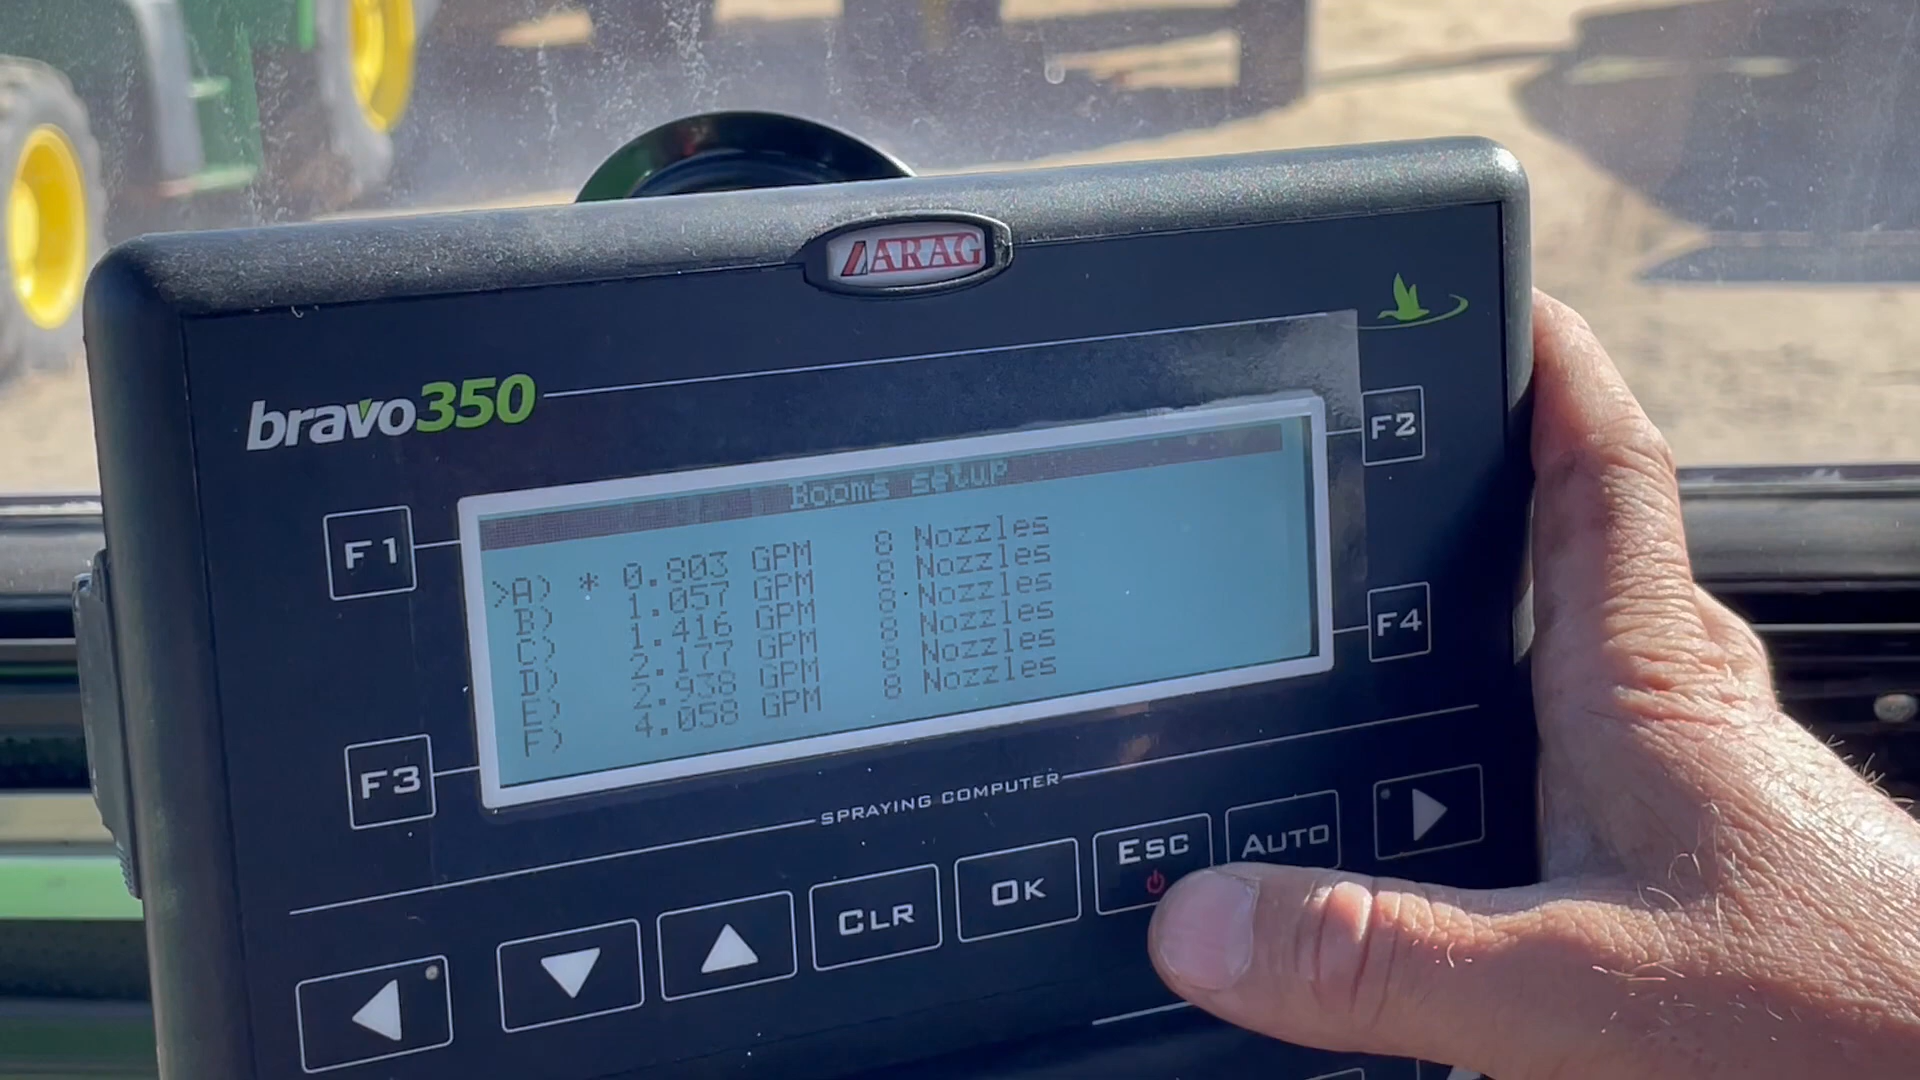 ARAG
bravo350
F1
F2
F3
F4
Booms setup
>A) * 0.803 GPM 8 Nozzles
B) 1.057 GPM 8 Nozzles
C) 1.416 GPM 8 Nozzles
D) 2.177 GPM 8 Nozzles
E) 2.938 GPM 8 Nozzles
F) 4.058 GPM 8 Nozzles
SPRAYING COMPUTER
CLR
OK
ESC
AUTO